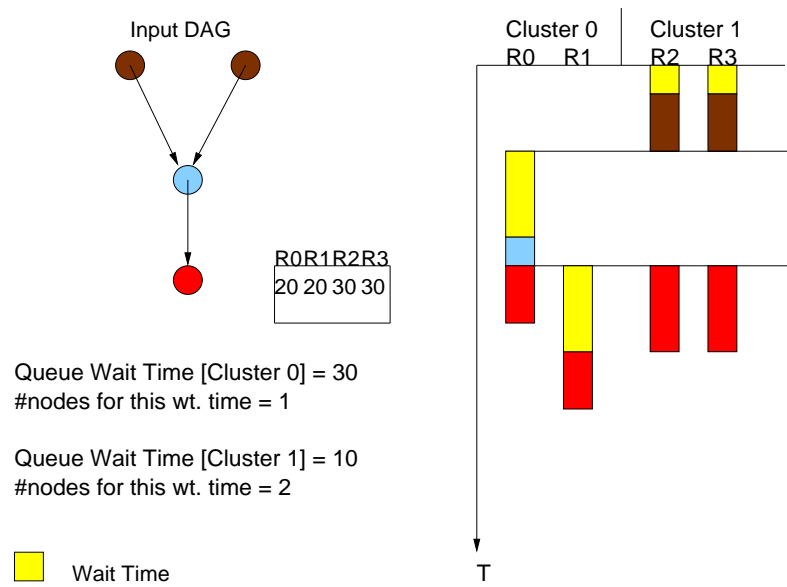 Input DAG
Cluster 0 Cluster 1
R0 R1 R2 R3
R0R1R2R3
20 20 30 30
Queue Wait Time [Cluster 0] = 30
#nodes for this wt. time = 1
Queue Wait Time [Cluster 1] = 10
#nodes for this wt. time = 2
Wait Time
T